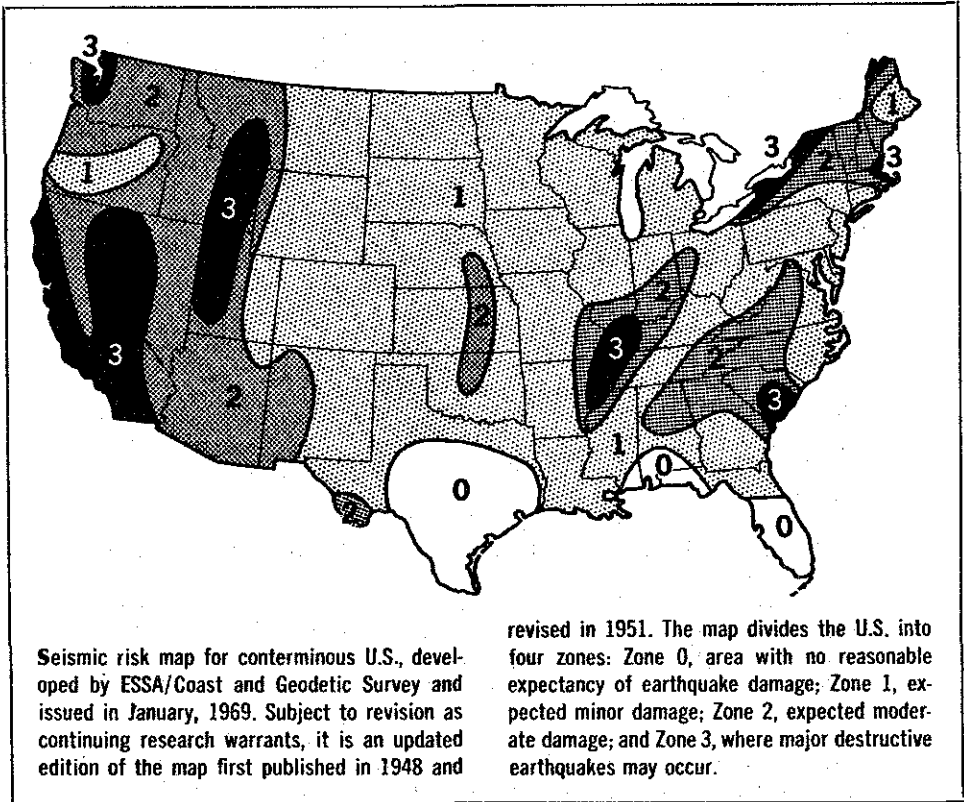 3
2
1
3
3
2
1
2
3
2
3
2
1
0
2
0
0
3
2
1
3
Seismic risk map for conterminous U.S., devel-
oped by ESSA/Coast and Geodetic Survey and
issued in January, 1969. Subject to revision as
continuing research warrants, it is an updated
edition of the map first published in 1948 and
revised in 1951. The map divides the U.S. into
four zones: Zone 0, area with no reasonable
expectancy of earthquake damage; Zone 1, ex-
pected minor damage; Zone 2, expected moder-
ate damage; and Zone 3, where major destructive
earthquakes may occur.